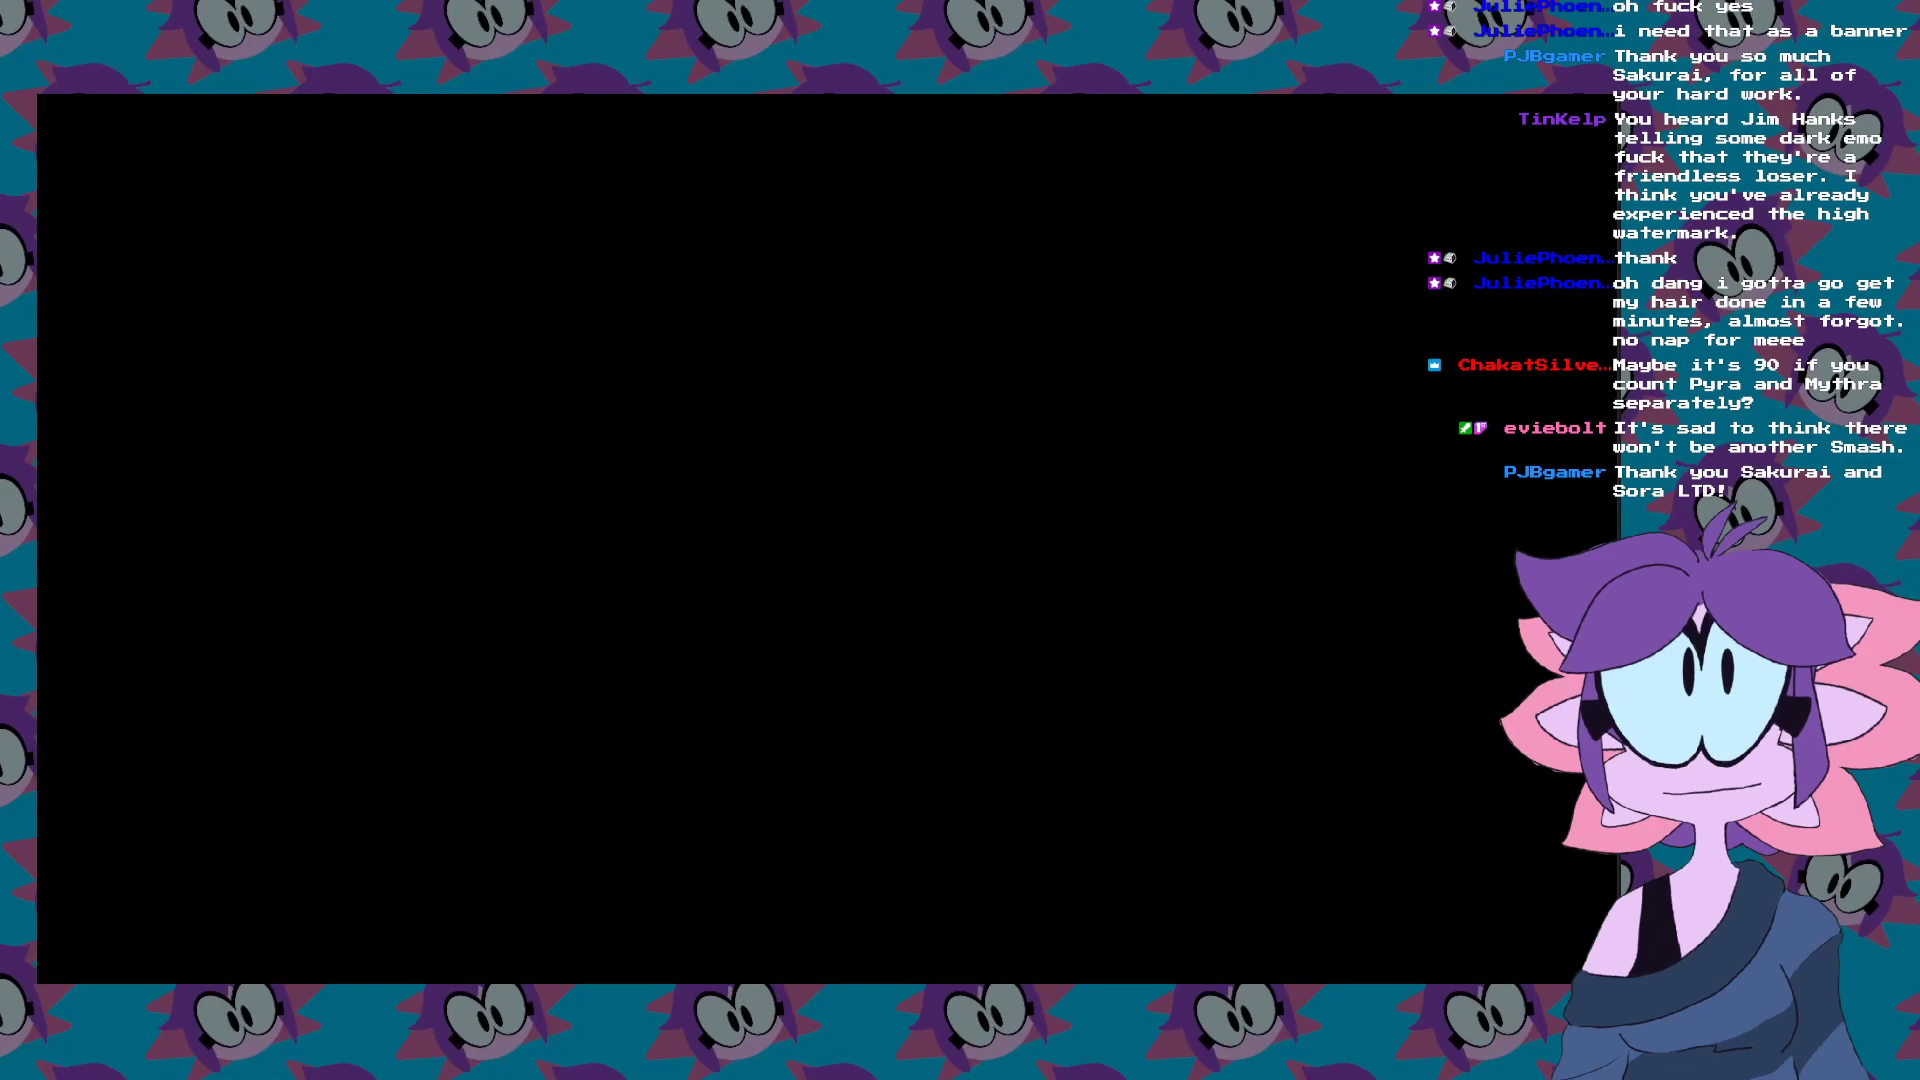 JuliePhoen... oh fuck yes
JuliePhoen... i need that as a banner
PJBgamer Thank you so much
Sakurai, for all of
your hard work.
TinKelp You heard Jim Hanks
telling some dark emo
fuck that they're a
friendless loser. I
think you've already
experienced the high
watermark.
JuliePhoen... thank
JuliePhoen... oh dang i gotta go get
my hair done in a few
minutes, almost forgot.
no nap for meee
ChakatSilve... Maybe it's 90 if you
count Pyra and Mythra
separately?
eviebolt It's sad to think there
won't be another Smash.
PJBgamer Thank you Sakurai and
Sora LTD!